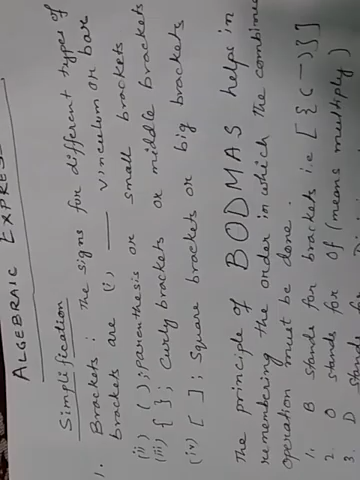 ALGEBRAIC EXPRES
Simplification
1. Brackets : The signs for different types of
brackets are (i) ___ vinculum or bar
(ii) ( ) ; Parenthesis or small brackets
(iii) { } ; Curly brackets or middle brackets
(iv) [ ] ; Square brackets or big brackets
The principle of BODMAS helps in
remembering the order in which the combined
operation must be done.
1. B stands for brackets i.e [ { ( — ) } ]
2. O stands for Of (means multiply)
3. D stands for